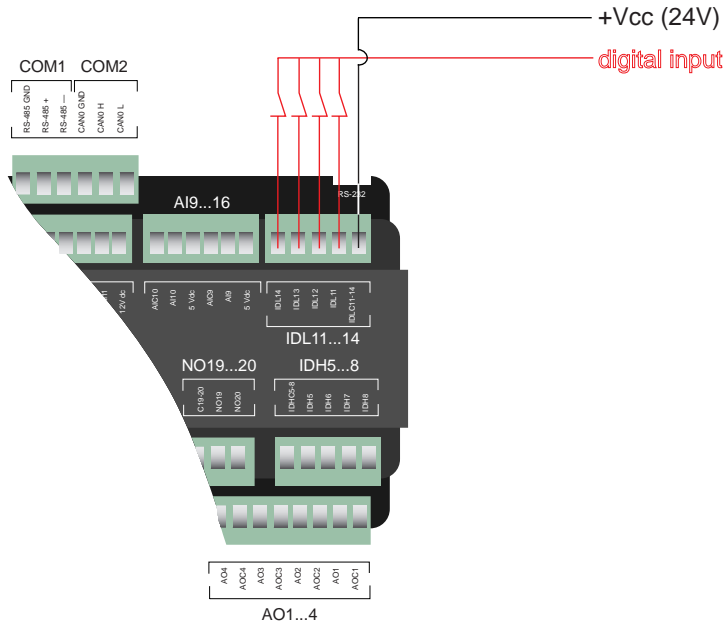 +Vcc (24V)
digital input
COM1
COM2
RS-485 GND
RS-485 +
RS-485 —
CAN0 GND
CAN0 H
CAN0 L
RS-232
AI9...16
12V dc
AIC10
AI10
5 Vdc
AIC9
AI9
5 Vdc
IDL14
IDL13
IDL12
IDL11
IDLC11-14
IDL11...14
NO19...20
IDH5...8
C19-20
NO19
NO20
IDHC5-8
IDH5
IDH6
IDH7
IDH8
AO4
AOC4
AO3
AOC3
AO2
AOC2
AO1
AOC1
AO1...4